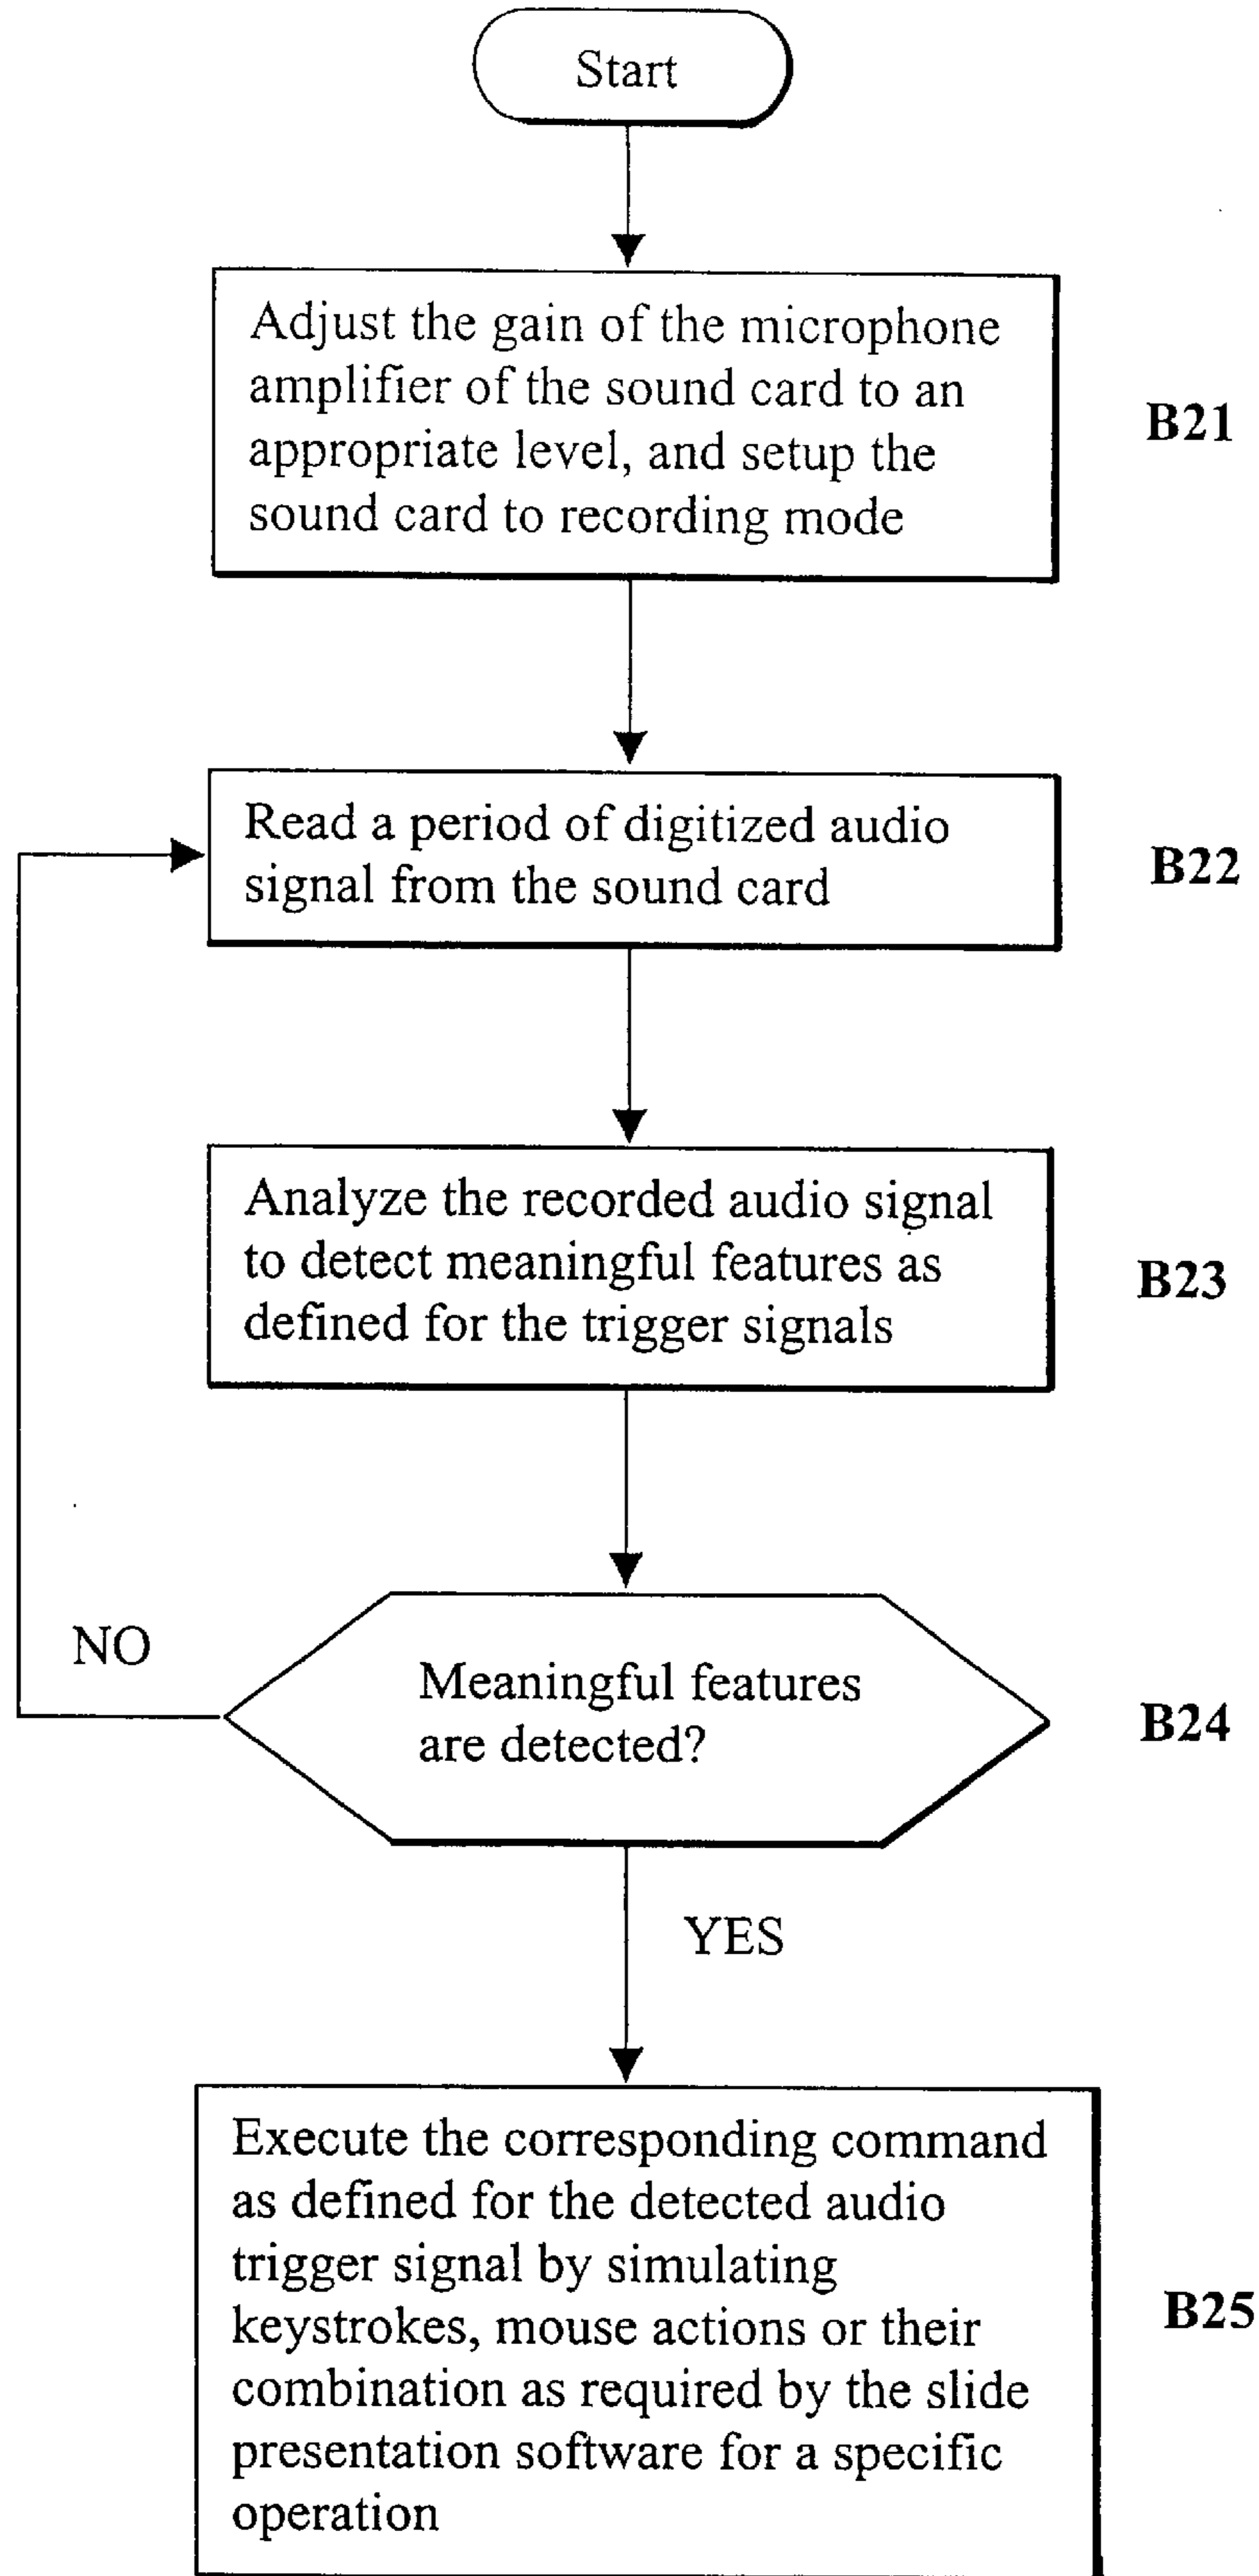 Start
Adjust the gain of the microphone
amplifier of the sound card to an
appropriate level, and setup the
sound card to recording mode
B21
Read a period of digitized audio
signal from the sound card
B22
Analyze the recorded audio signal
to detect meaningful features as
defined for the trigger signals
B23
NO
Meaningful features
are detected?
B24
YES
Execute the corresponding command
as defined for the detected audio
trigger signal by simulating
keystrokes, mouse actions or their
combination as required by the slide
presentation software for a specific
operation
B25